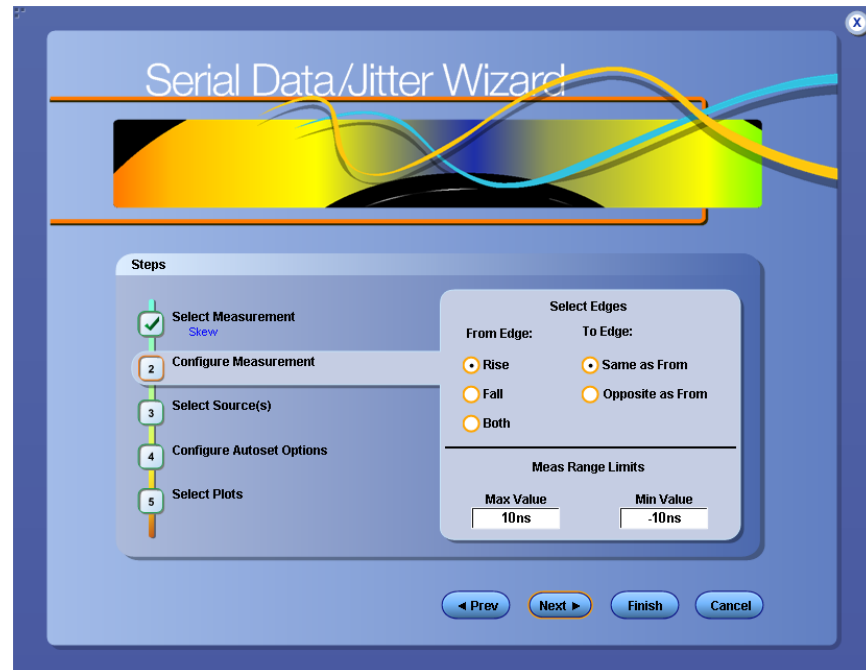 X
Serial Data/Jitter Wizard
Steps
Select Measurement
Skew
2 Configure Measurement
3 Select Source(s)
4 Configure Autoset Options
5 Select Plots
Select Edges
From Edge: To Edge:
Rise Same as From
Fall Opposite as From
Both
Meas Range Limits
Max Value Min Value
10ns -10ns
◄ Prev Next ► Finish Cancel